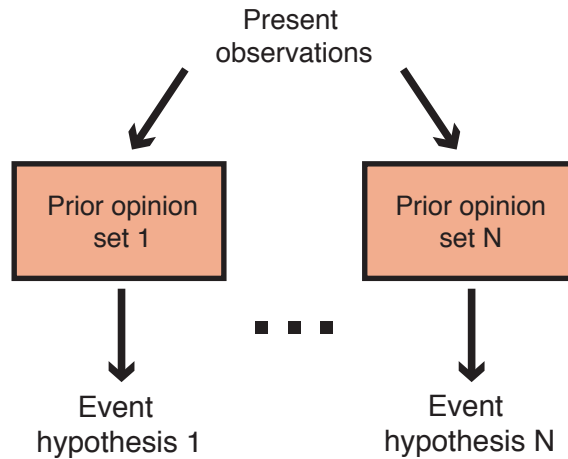 Present
observations
Prior opinion
set 1
Prior opinion
set N
Event
hypothesis 1
Event
hypothesis N